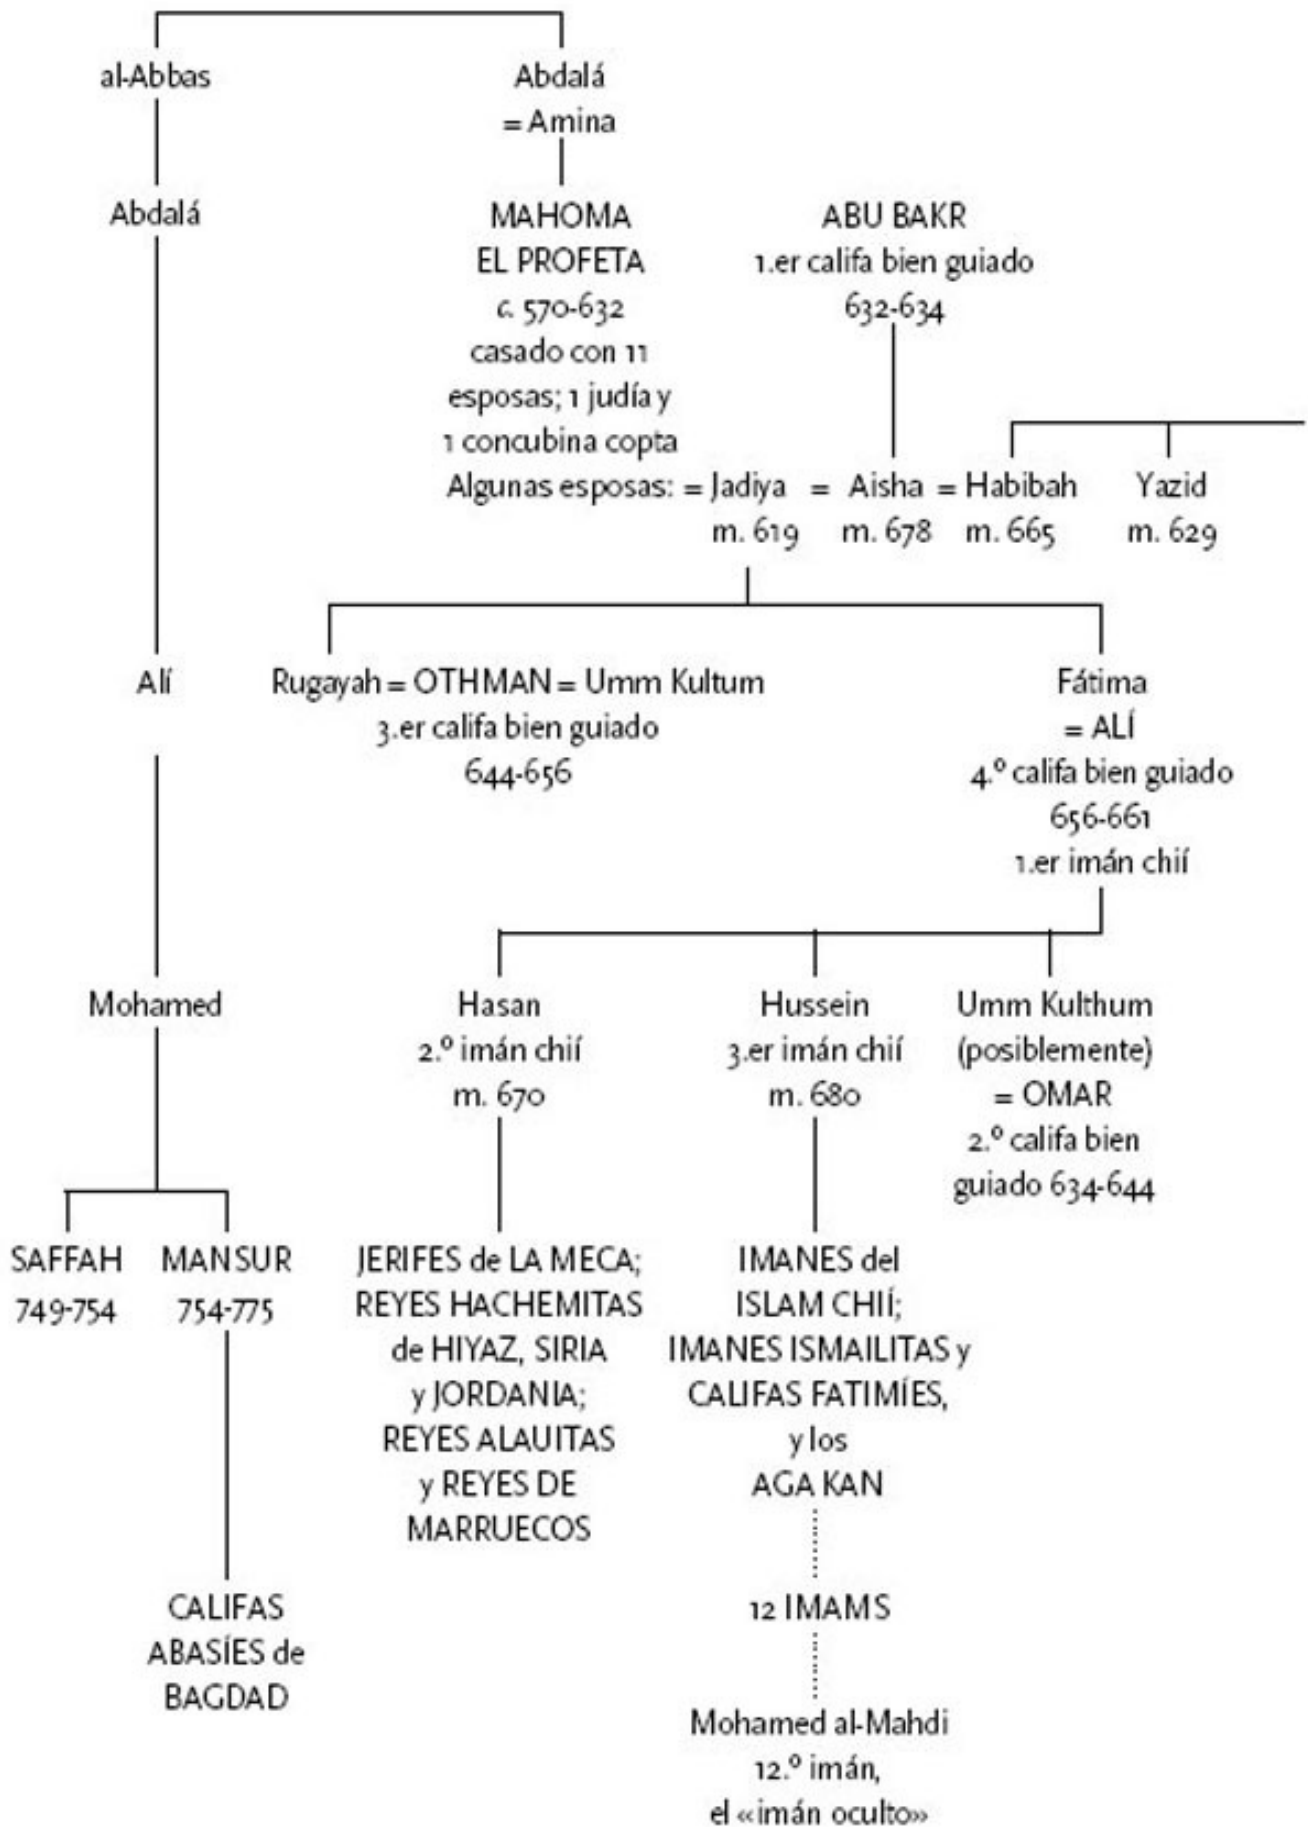 al-Abbas
Abdalá
= Amina
Abdalá
MAHOMA
EL PROFETA
c. 570-632
casado con 11
esposas; 1 judía y
1 concubina copta
ABU BAKR
1.er califa bien guiado
632-634
Algunas esposas: = Jadiya = Aisha = Habibah Yazid
m. 619 m. 678 m. 665 m. 629
Alí
Rugayah = OTHMAN = Umm Kultum
3.er califa bien guiado
644-656
Fátima
= ALÍ
4.º califa bien guiado
656-661
1.er imán chií
Mohamed
Hasan
2.º imán chií
m. 670
Hussein
3.er imán chií
m. 680
Umm Kulthum
(posiblemente)
= OMAR
2.º califa bien
guiado 634-644
SAFFAH
749-754
MANSUR
754-775
JERIFES de LA MECA;
REYES HACHEMITAS
de HIYAZ, SIRIA
y JORDANIA;
REYES ALAUITAS
y REYES DE
MARRUECOS
IMANES del
ISLAM CHIÍ;
IMANES ISMAILITAS y
CALIFAS FATIMÍES,
y los
AGA KAN
CALIFAS
ABASÍES de
BAGDAD
12 IMAMS
Mohamed al-Mahdi
12.º imán,
el «imán oculto»